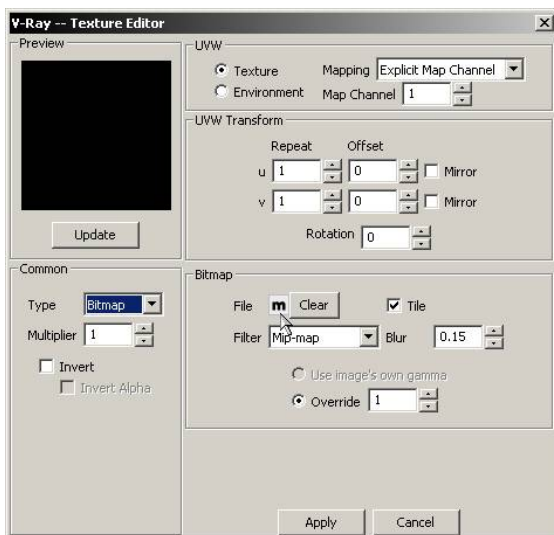 V-Ray -- Texture Editor
Preview
Update
UVW
Texture Mapping Explicit Map Channel
Environment Map Channel 1
UVW Transform
Repeat Offset
u 1 0 Mirror
v 1 0 Mirror
Rotation 0
Common
Type Bitmap
Multiplier 1
Invert
Invert Alpha
Bitmap
File m Clear Tile
Filter Mip-map Blur 0.15
Use image's own gamma
Override 1
Apply Cancel